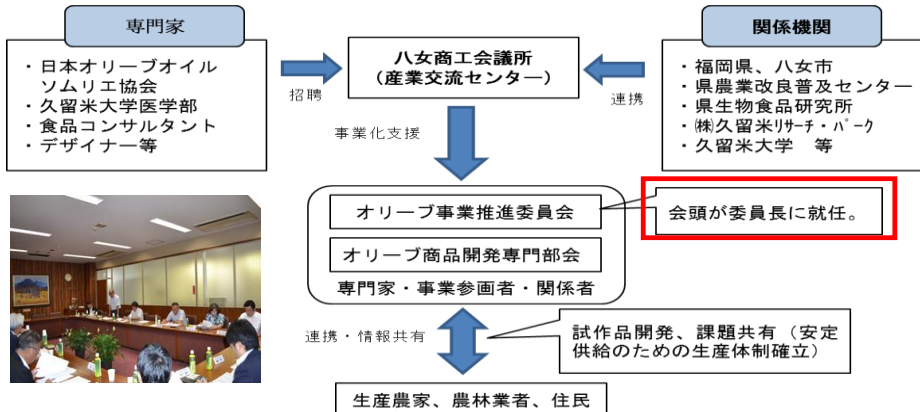 専門家
・日本オリーブオイル
ソムリエ協会
・久留米大学医学部
・食品コンサルタント
・デザイナー等
招聘
八女商工会議所
（産業交流センター）
連携
関係機関
・福岡県、八女市
・県農業改良普及センター
・県生物食品研究所
・㈱久留米ﾘｻｰﾁ・ﾊﾟｰｸ
・久留米大学　等
事業化支援
オリーブ事業推進委員会
会頭が委員長に就任。
オリーブ商品開発専門部会
専門家・事業参画者・関係者
連携・情報共有
試作品開発、課題共有（安定
供給のための生産体制確立）
生産農家、農林業者、住民